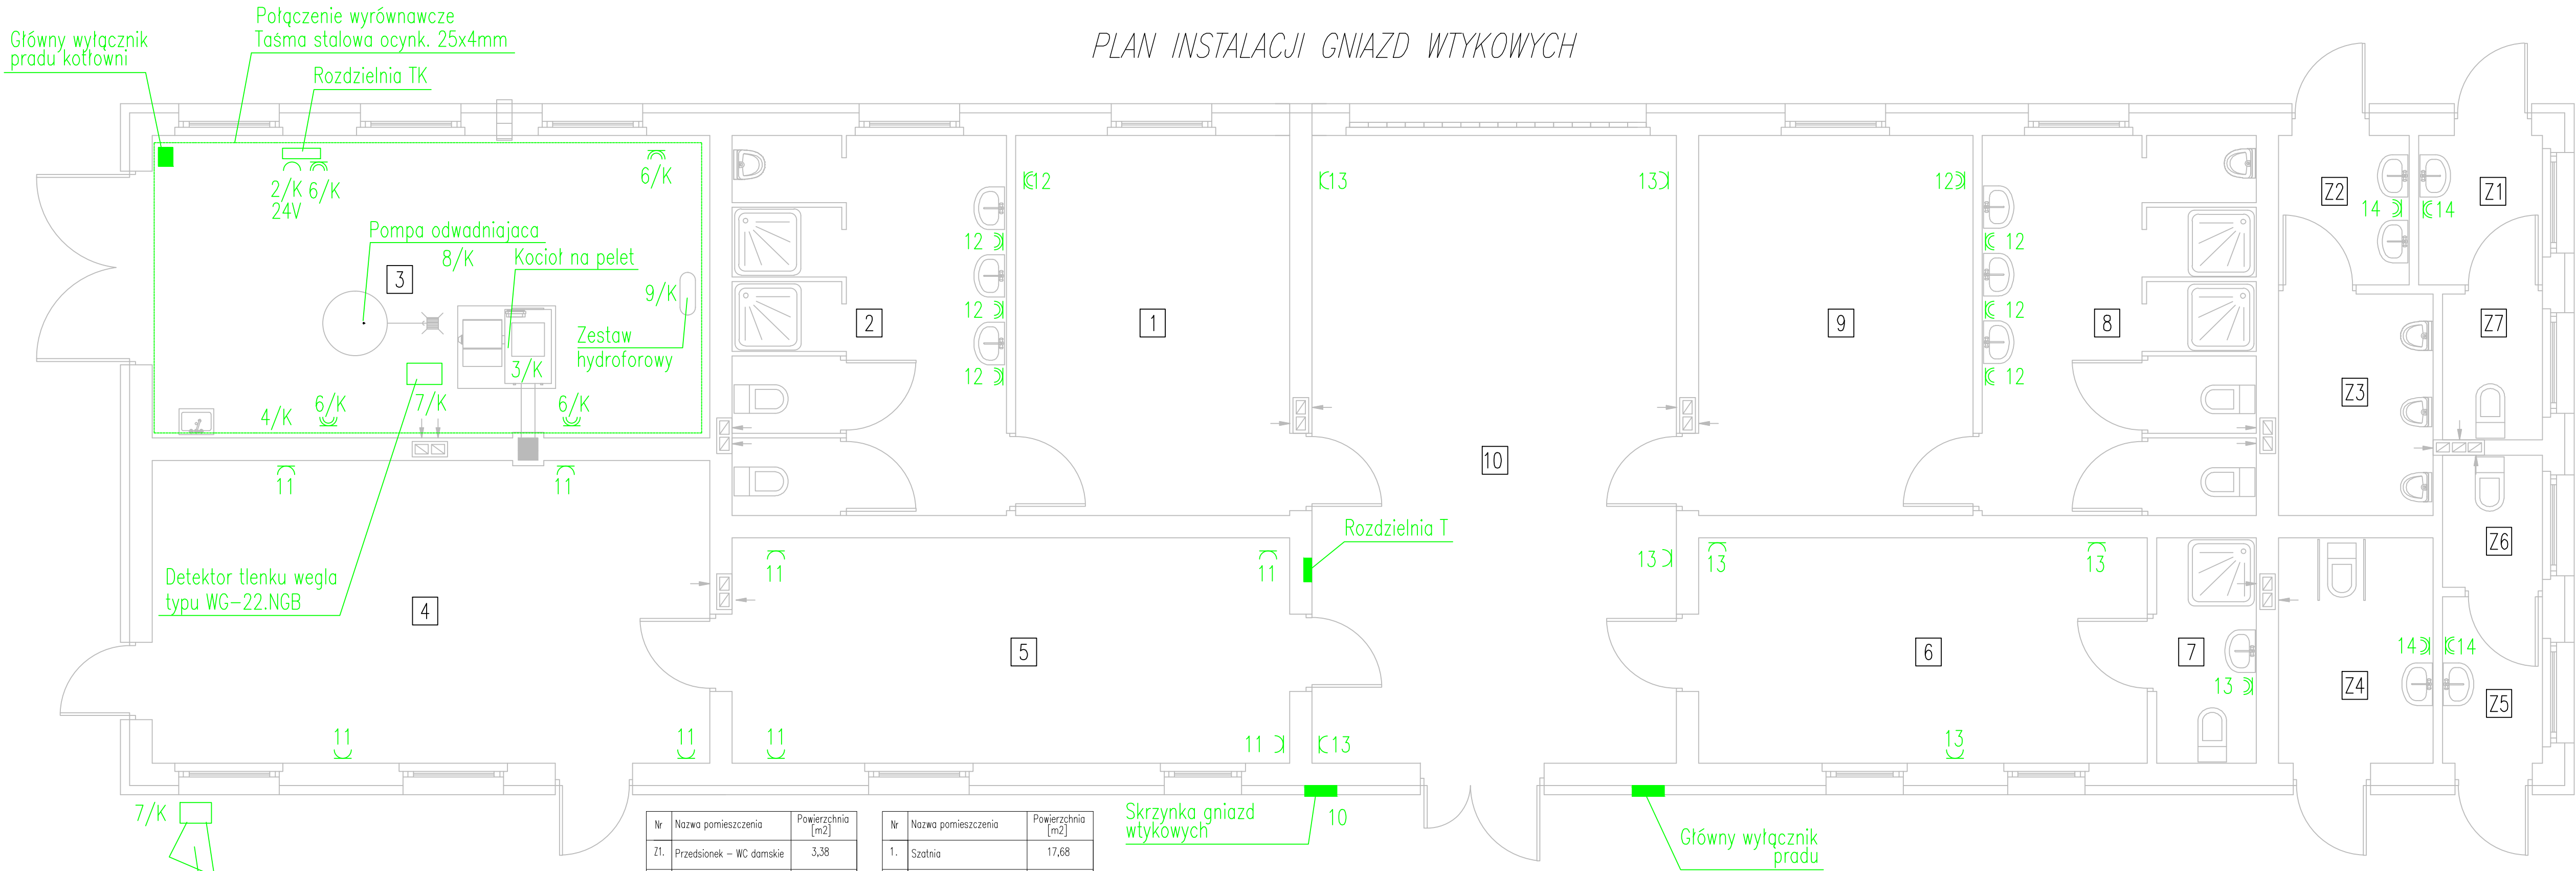 PLAN INSTALACJI GNIAZD WTYKOWYCH
Połączenie wyrównawcze
Taśma stalowa ocynk. 25x4mm
Główny wyłącznik
pradu kotłowni
Rozdzielnia TK
2/K 6/K
24V
6/K
Pompa odwadniajaca
8/K
Kocioł na pelet
3
9/K
Zestaw
hydroforowy
3/K
7/K
4/K
6/K
6/K
12
13
13
12
Z2
Z1
14
14
12
12
12
12
12
12
2
1
9
8
Z7
Z3
10
11
11
Rozdzielnia T
Detektor tlenku wegla
typu WG-22.NGB
4
11
11
13
13
13
Z6
5
6
7
14
14
13
Z4
Z5
11
11
11
11
13
13
7/K
Skrzynka gniazd
wtykowych
10
Główny wyłącznik
pradu
Nr Nazwa pomieszczenia Powierzchnia
[m2]
Z1. Przedsionek – WC damskie 3,38
Nr Nazwa pomieszczenia Powierzchnia
[m2]
1. Szatnia 17,68